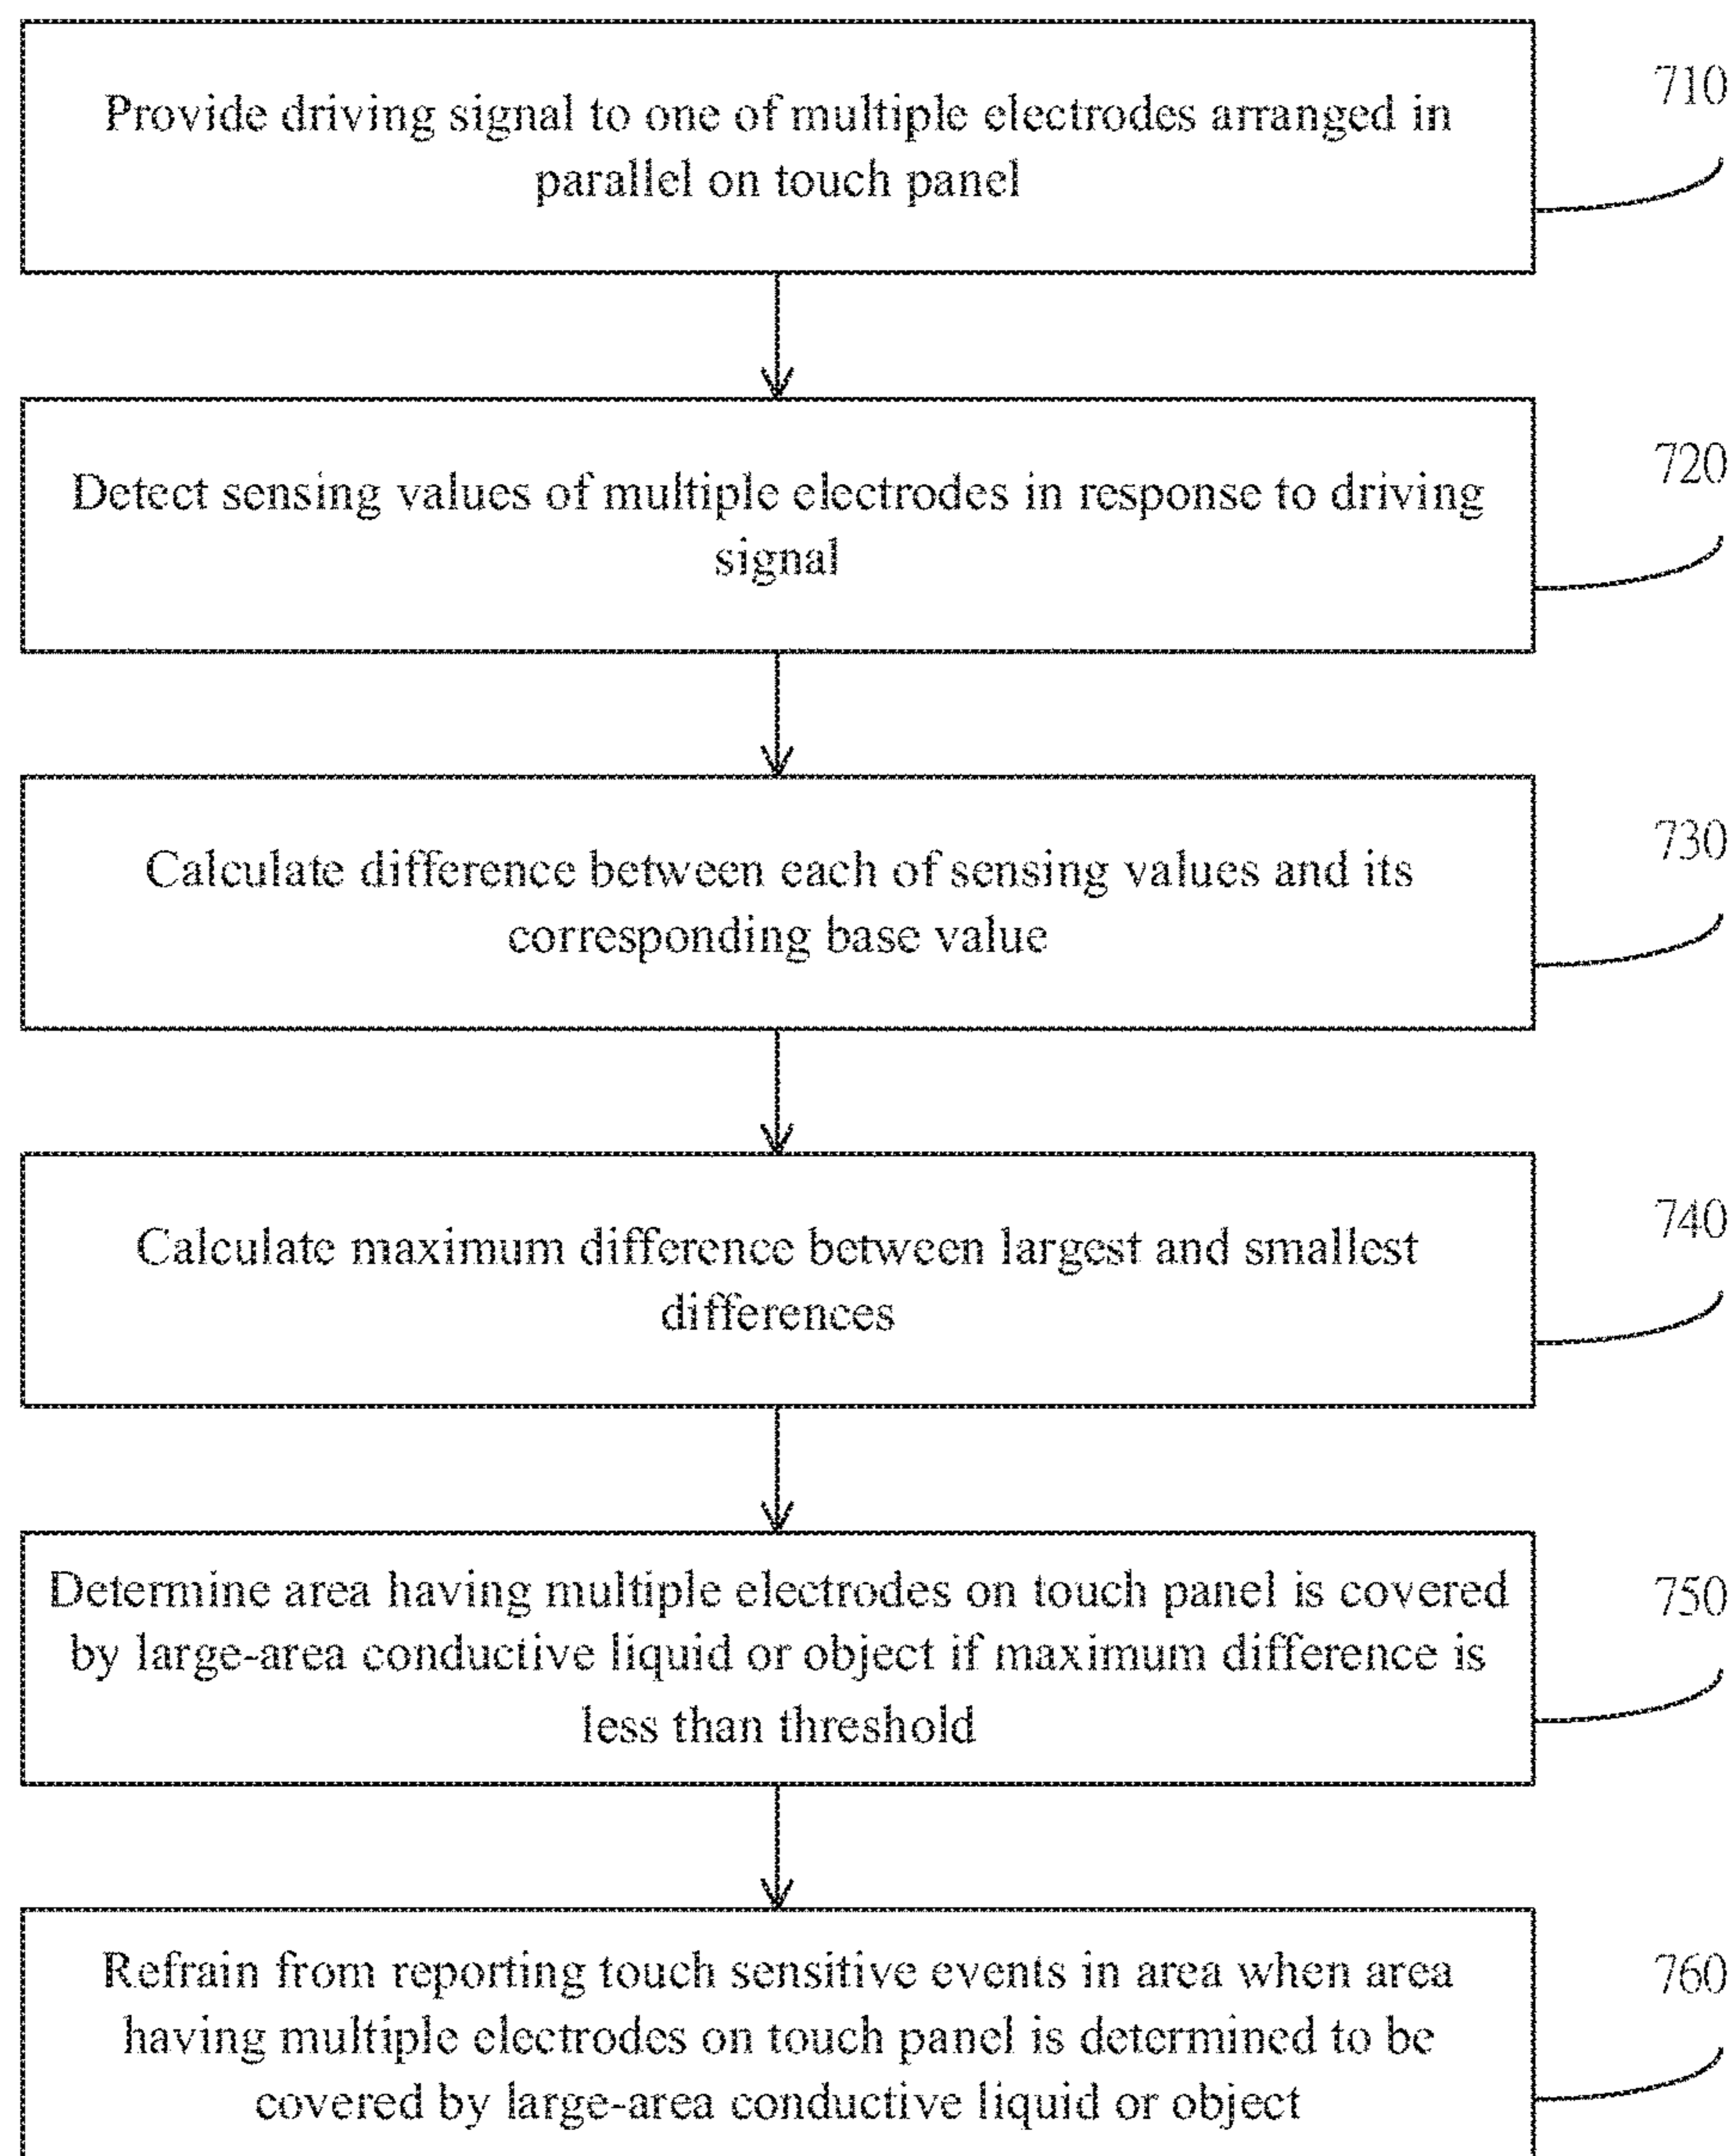 Provide driving signal to one of multiple electrodes arranged in
parallel on touch panel
710
Detect sensing values of multiple electrodes in response to driving
signal
720
Calculate difference between each of sensing values and its
corresponding base value
730
Calculate maximum difference between largest and smallest
differences
740
Determine area having multiple electrodes on touch panel is covered
by large-area conductive liquid or object if maximum difference is
less than threshold
750
Refrain from reporting touch sensitive events in area when area
having multiple electrodes on touch panel is determined to be
covered by large-area conductive liquid or object
760